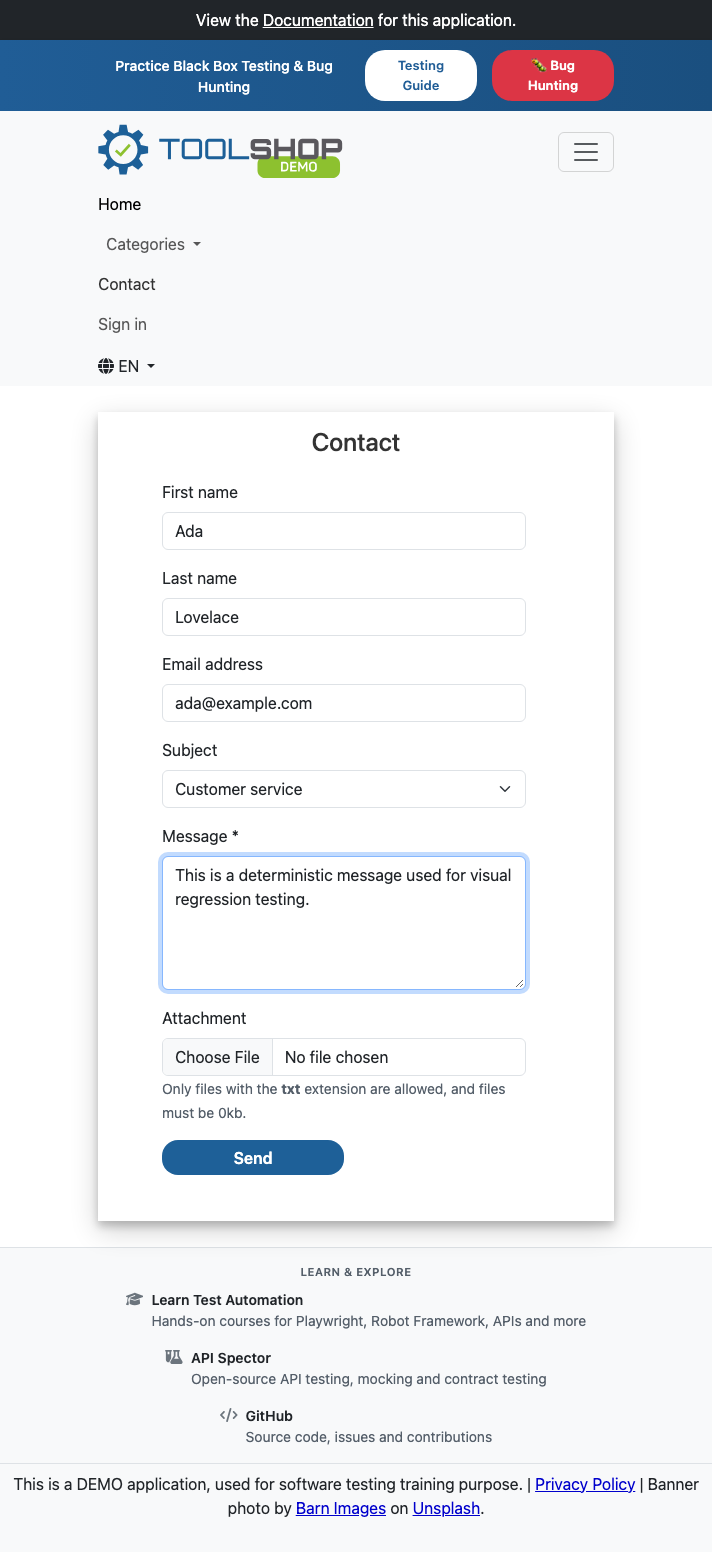 View the Documentation for this application.
Practice Black Box Testing & Bug
Hunting
Testing
Guide
🐛 Bug
Hunting
TOOLSHOP
DEMO
Home
Categories
Contact
Sign in
EN
Contact
First name
Ada
Last name
Lovelace
Email address
ada@example.com
Subject
Customer service
Message *
This is a deterministic message used for visual
regression testing.
Attachment
Choose File No file chosen
Only files with the txt extension are allowed, and files
must be 0kb.
Send
LEARN & EXPLORE
Learn Test Automation
Hands-on courses for Playwright, Robot Framework, APIs and more
API Spector
Open-source API testing, mocking and contract testing
GitHub
Source code, issues and contributions
This is a DEMO application, used for software testing training purpose. | Privacy Policy | Banner
photo by Barn Images on Unsplash.